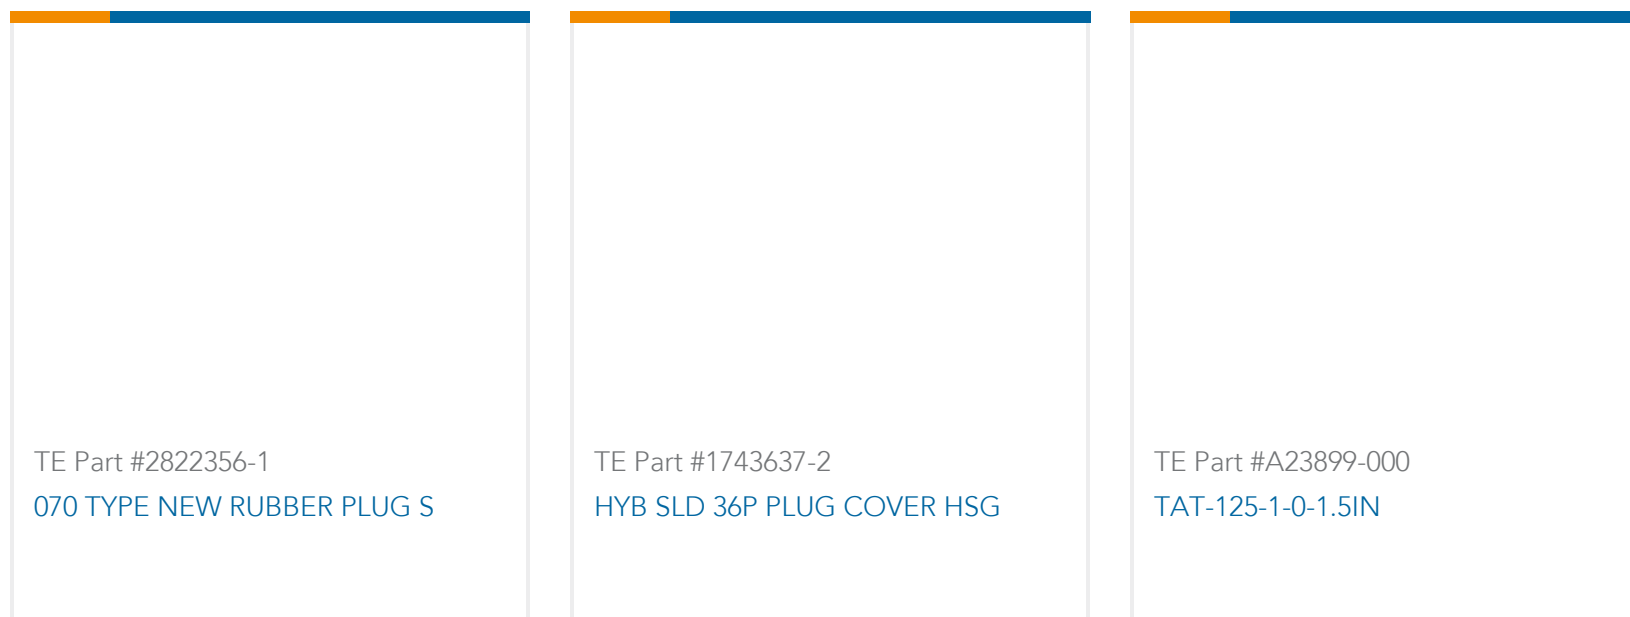 TE Part #2822356-1
070 TYPE NEW RUBBER PLUG S
TE Part #1743637-2
HYB SLD 36P PLUG COVER HSG
TE Part #A23899-000
TAT-125-1-0-1.5IN